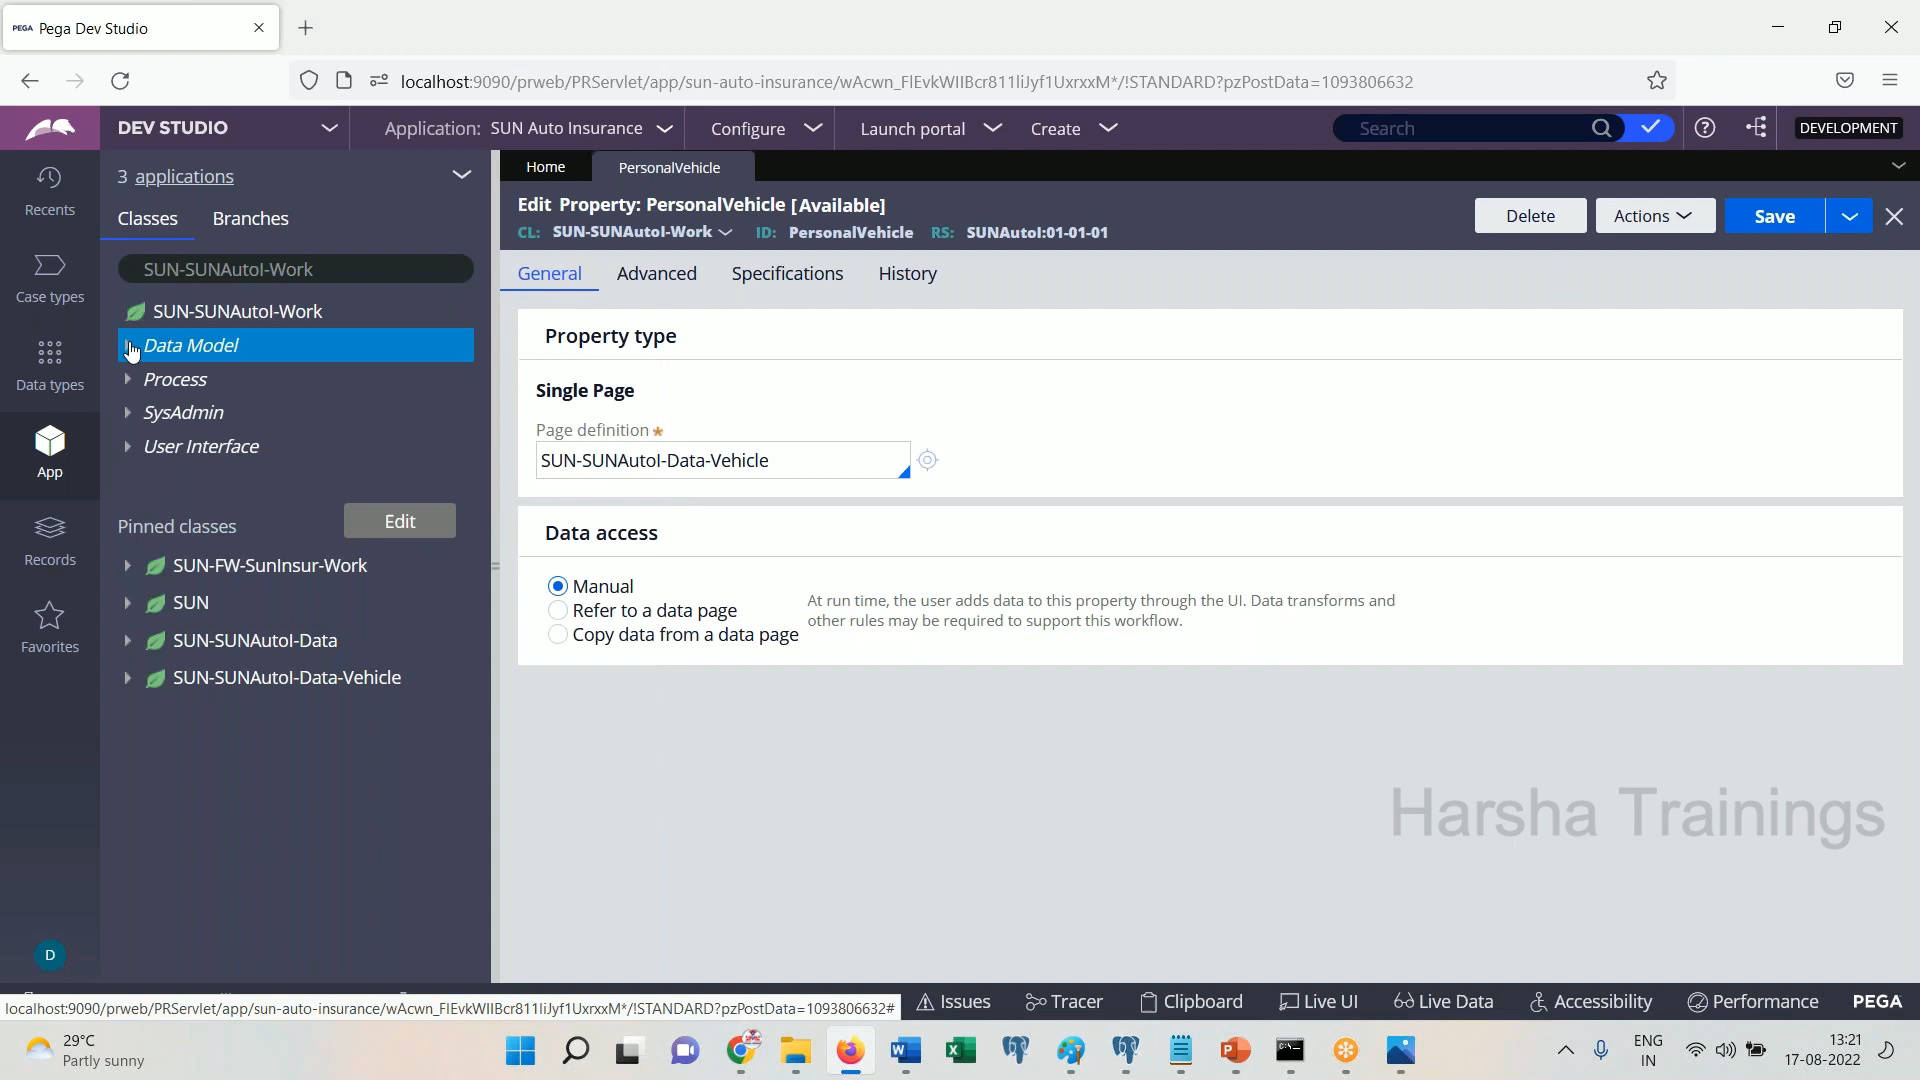 PEGA Pega Dev Studio
localhost:9090/prweb/PRServlet/app/sun-auto-insurance/wAcwn_FlEvkWIIBcr811liJyf1UxrxxM*/!STANDARD?pzPostData=1093806632
DEV STUDIO
Application: SUN Auto Insurance
Configure
Launch portal
Create
Search
DEVELOPMENT
Recents
Case types
Data types
App
Records
Favorites
D
3 applications
Classes
Branches
SUN-SUNAutoI-Work
SUN-SUNAutoI-Work
Data Model
Process
SysAdmin
User Interface
Pinned classes
Edit
SUN-FW-SunInsur-Work
SUN
SUN-SUNAutoI-Data
SUN-SUNAutoI-Data-Vehicle
Home
PersonalVehicle
Edit Property: PersonalVehicle [Available]
CL: SUN-SUNAutoI-Work
ID: PersonalVehicle
RS: SUNAutoI:01-01-01
Delete
Actions
Save
General
Advanced
Specifications
History
Property type
Single Page
Page definition *
SUN-SUNAutoI-Data-Vehicle
Data access
Manual
Refer to a data page
Copy data from a data page
At run time, the user adds data to this property through the UI. Data transforms and
other rules may be required to support this workflow.
Harsha Trainings
localhost:9090/prweb/PRServlet/app/sun-auto-insurance/wAcwn_FlEvkWIIBcr811liJyf1UxrxxM*/!STANDARD?pzPostData=1093806632#
Issues
Tracer
Clipboard
Live UI
Live Data
Accessibility
Performance
PEGA
29°C
Partly sunny
ENG
IN
13:21
17-08-2022